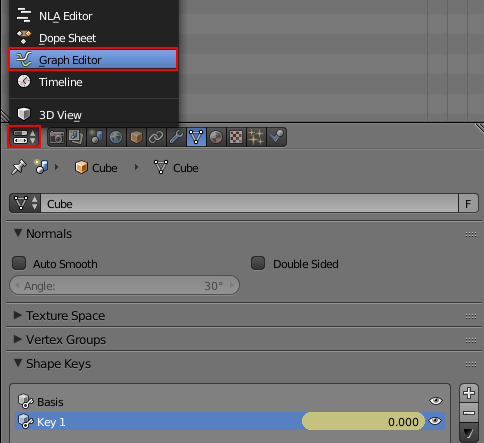 NLA Editor
Dope Sheet
Graph Editor
Timeline
3D View
Cube Cube
Cube F
Normals
Auto Smooth Double Sided
Angle: 30°
Texture Space
Vertex Groups
Shape Keys
Basis
Key 1 0.000